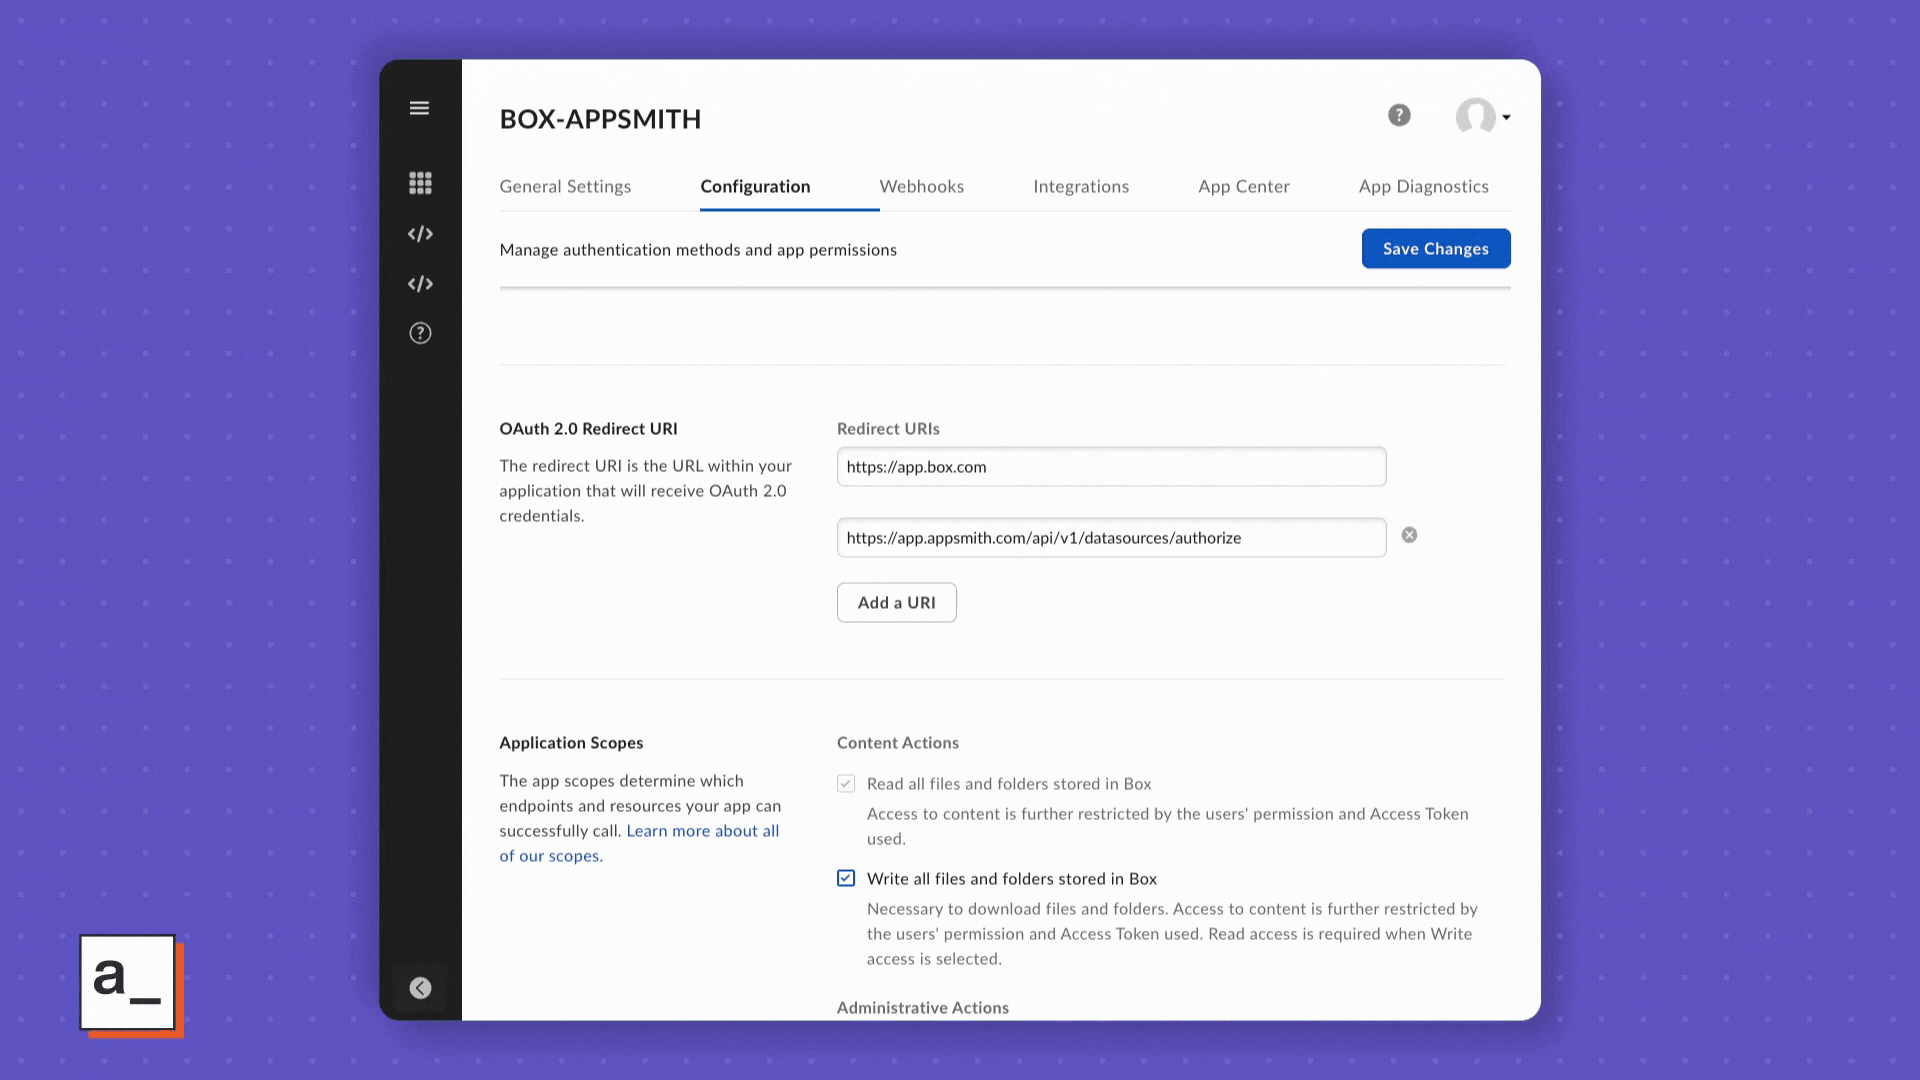 BOX-APPSMITH
?
General Settings
Configuration
Webhooks
Integrations
App Center
App Diagnostics
Manage authentication methods and app permissions
Save Changes
</>
</>
?
OAuth 2.0 Redirect URI
The redirect URI is the URL within your
application that will receive OAuth 2.0
credentials.
Redirect URIs
https://app.box.com
https://app.appsmith.com/api/v1/datasources/authorize
Add a URI
Application Scopes
The app scopes determine which
endpoints and resources your app can
successfully call. Learn more about all
of our scopes.
Content Actions
Read all files and folders stored in Box
Access to content is further restricted by the users' permission and Access Token
used.
Write all files and folders stored in Box
Necessary to download files and folders. Access to content is further restricted by
the users' permission and Access Token used. Read access is required when Write
access is selected.
Administrative Actions
a_